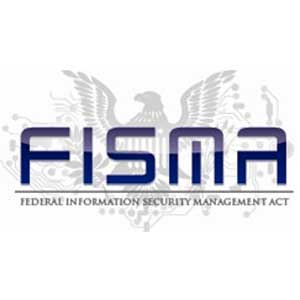 FISMA
FEDERAL INFORMATION SECURITY MANAGEMENT ACT